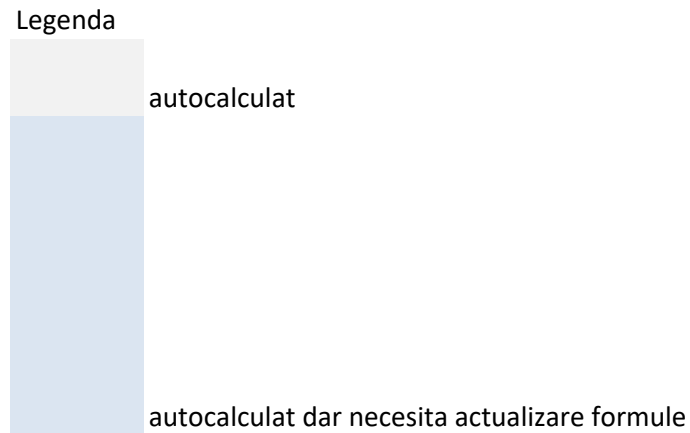 Legenda
autocalculat
autocalculat dar necesita actualizare formule